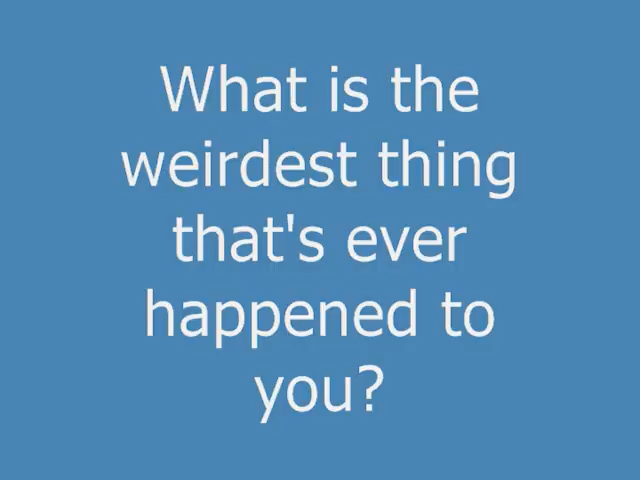 What is the
weirdest thing
that's ever
happened to
you?